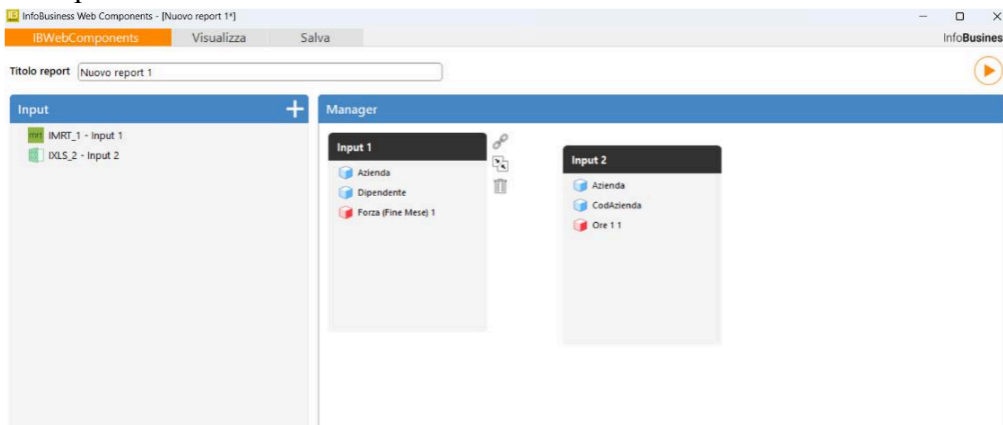 InfoBusiness Web Components - [Nuovo report 1*]
IBWebComponents Visualizza Salva InfoBusines
Titolo report Nuovo report 1
Input
IMRT_1 - Input 1
IXLS_2 - Input 2
Manager
Input 1
Azienda
Dipendente
Forza (Fine Mese) 1
Input 2
Azienda
CodAzienda
Ore 1 1